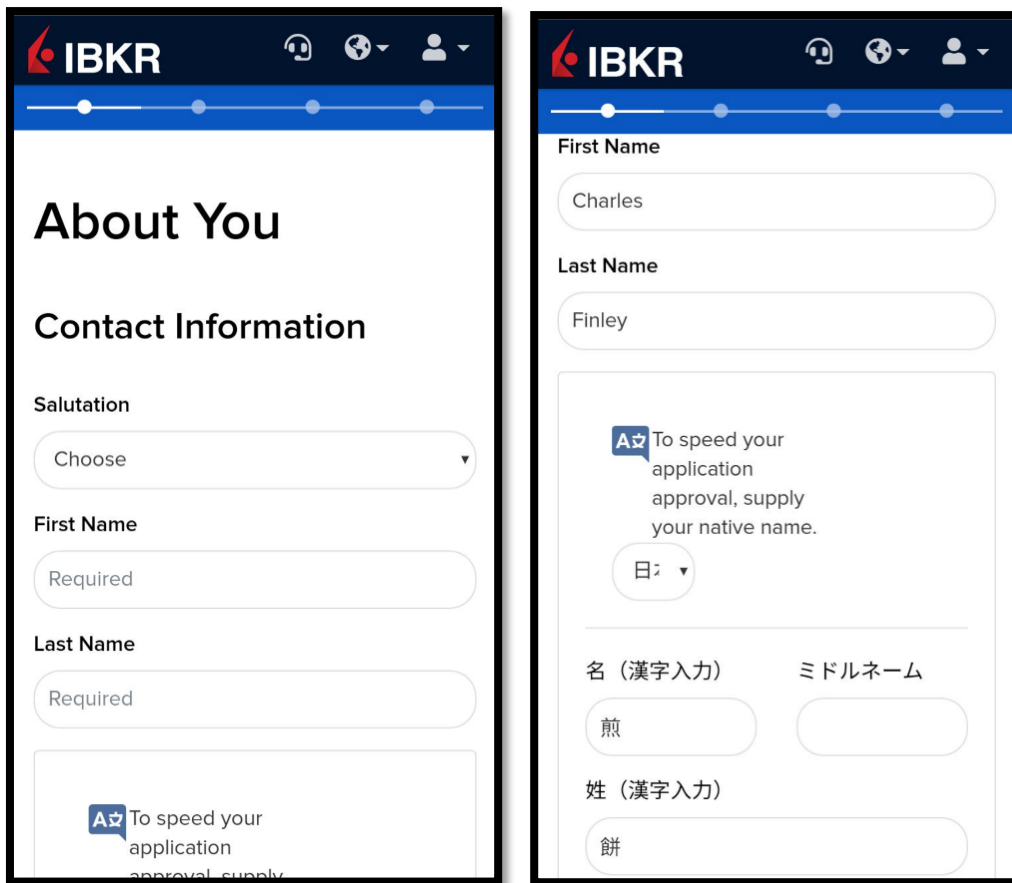 IBKR
About You
Contact Information
Salutation
Choose
First Name
Required
Last Name
Required
To speed your
application
IBKR
First Name
Charles
Last Name
Finley
To speed your
application
approval, supply
your native name.
名（漢字入力）
ミドルネーム
煎
姓（漢字入力）
餅